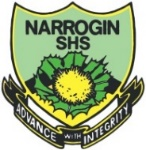 NARROGIN
SHS
ADVANCE WITH INTEGRITY